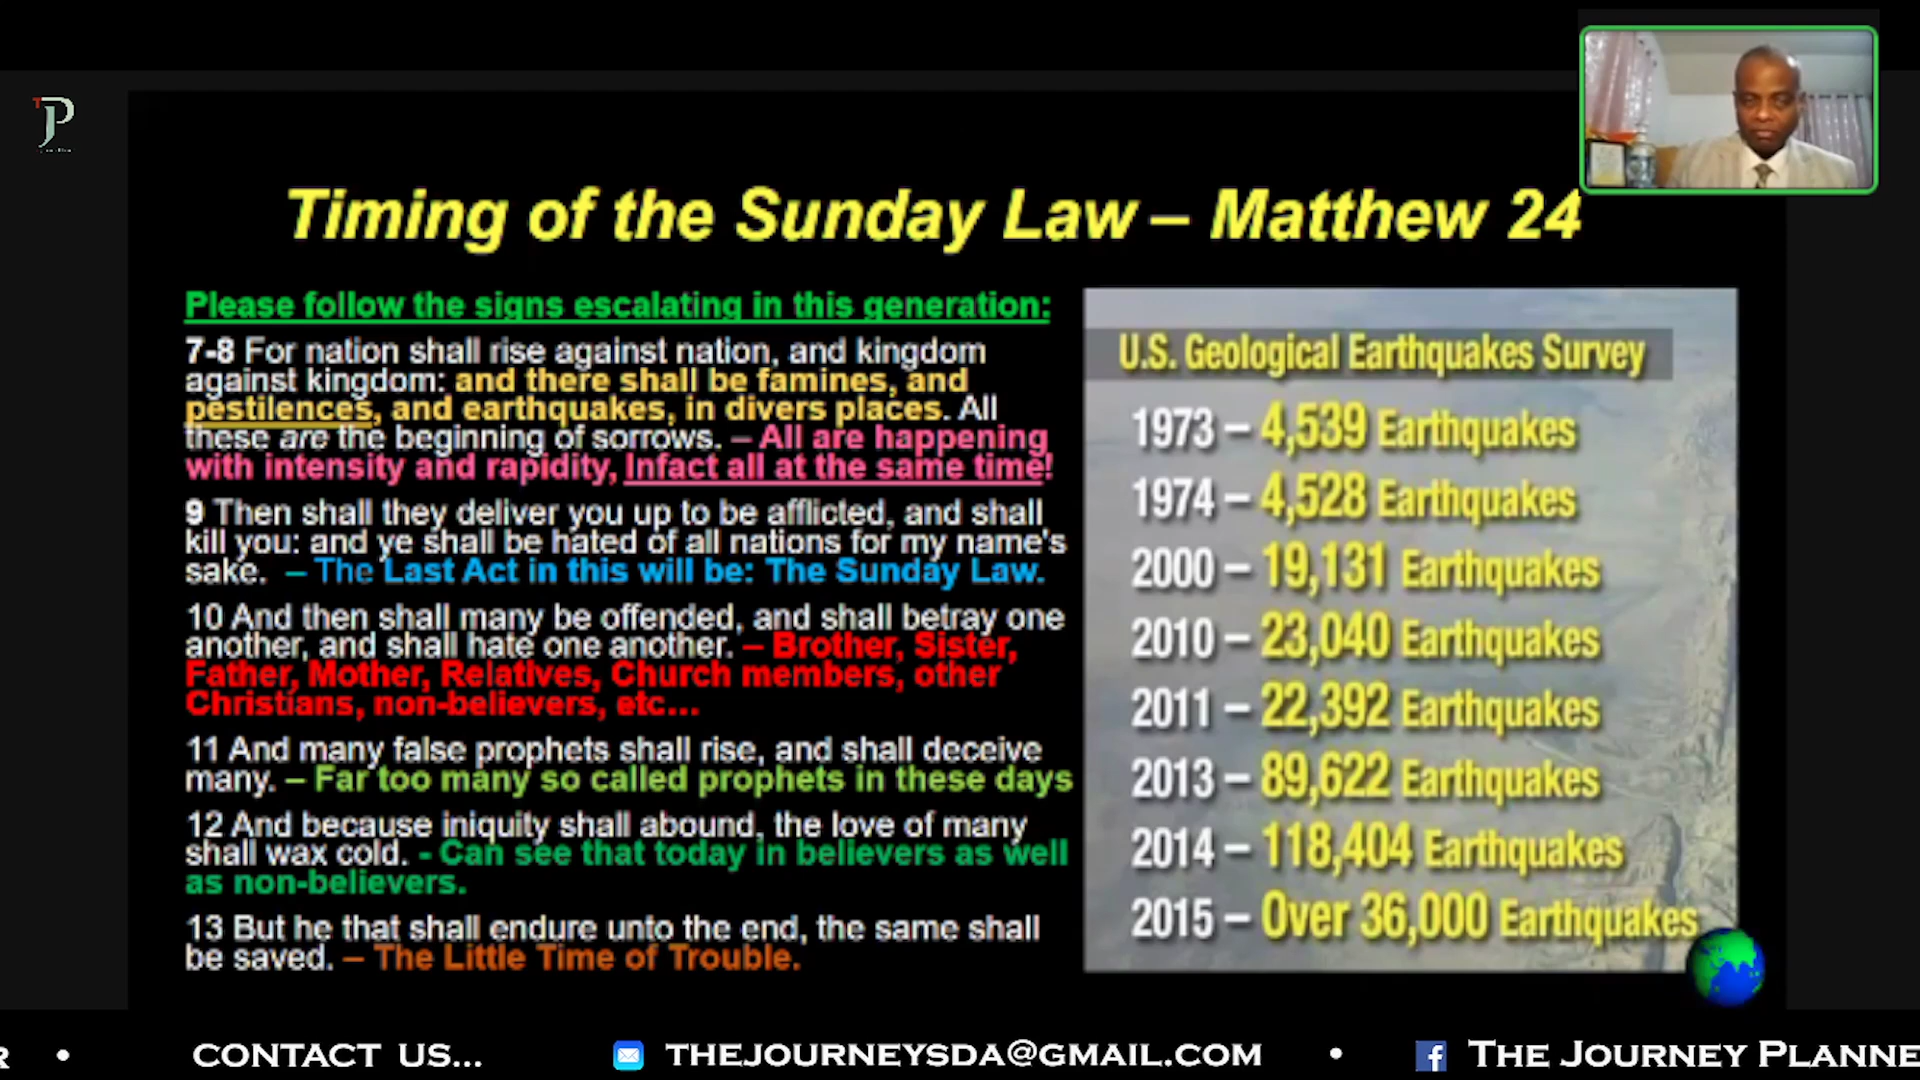 JP
Timing of the Sunday Law – Matthew 24
Please follow the signs escalating in this generation:
7-8 For nation shall rise against nation, and kingdom
against kingdom: and there shall be famines, and
pestilences, and earthquakes, in divers places. All
these are the beginning of sorrows. – All are happening
with intensity and rapidity, Infact all at the same time!
9 Then shall they deliver you up to be afflicted, and shall
kill you: and ye shall be hated of all nations for my name's
sake. – The Last Act in this will be: The Sunday Law.
10 And then shall many be offended, and shall betray one
another, and shall hate one another. – Brother, Sister,
Father, Mother, Relatives, Church members, other
Christians, non-believers, etc...
11 And many false prophets shall rise, and shall deceive
many. – Far too many so called prophets in these days
12 And because iniquity shall abound, the love of many
shall wax cold. - Can see that today in believers as well
as non-believers.
13 But he that shall endure unto the end, the same shall
be saved. – The Little Time of Trouble.
U.S. Geological Earthquakes Survey
1973 – 4,539 Earthquakes
1974 – 4,528 Earthquakes
2000 – 19,131 Earthquakes
2010 – 23,040 Earthquakes
2011 – 22,392 Earthquakes
2013 – 89,622 Earthquakes
2014 – 118,404 Earthquakes
2015 – Over 36,000 Earthquakes
R • CONTACT US... THEJOURNEYSDA@GMAIL.COM • f THE JOURNEY PLANNE